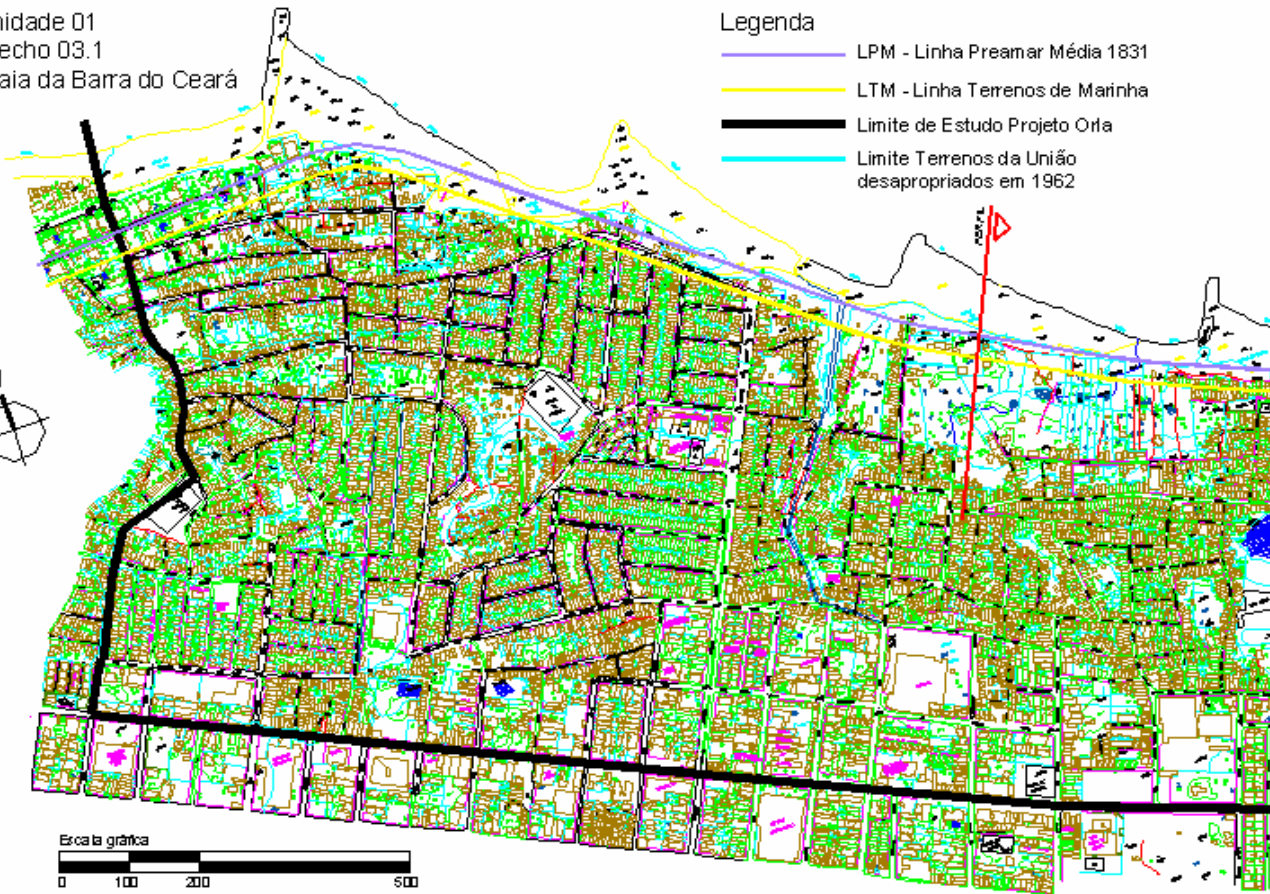 nidade 01
echo 03.1
aia da Barra do Ceará
Legenda
LPM - Linha Preamar Média 1831
LTM - Linha Terrenos de Marinha
Limite de Estudo Projeto Orla
Limite Terrenos da União
desapropriados em 1962
Escala gráfica
0 100 200 500